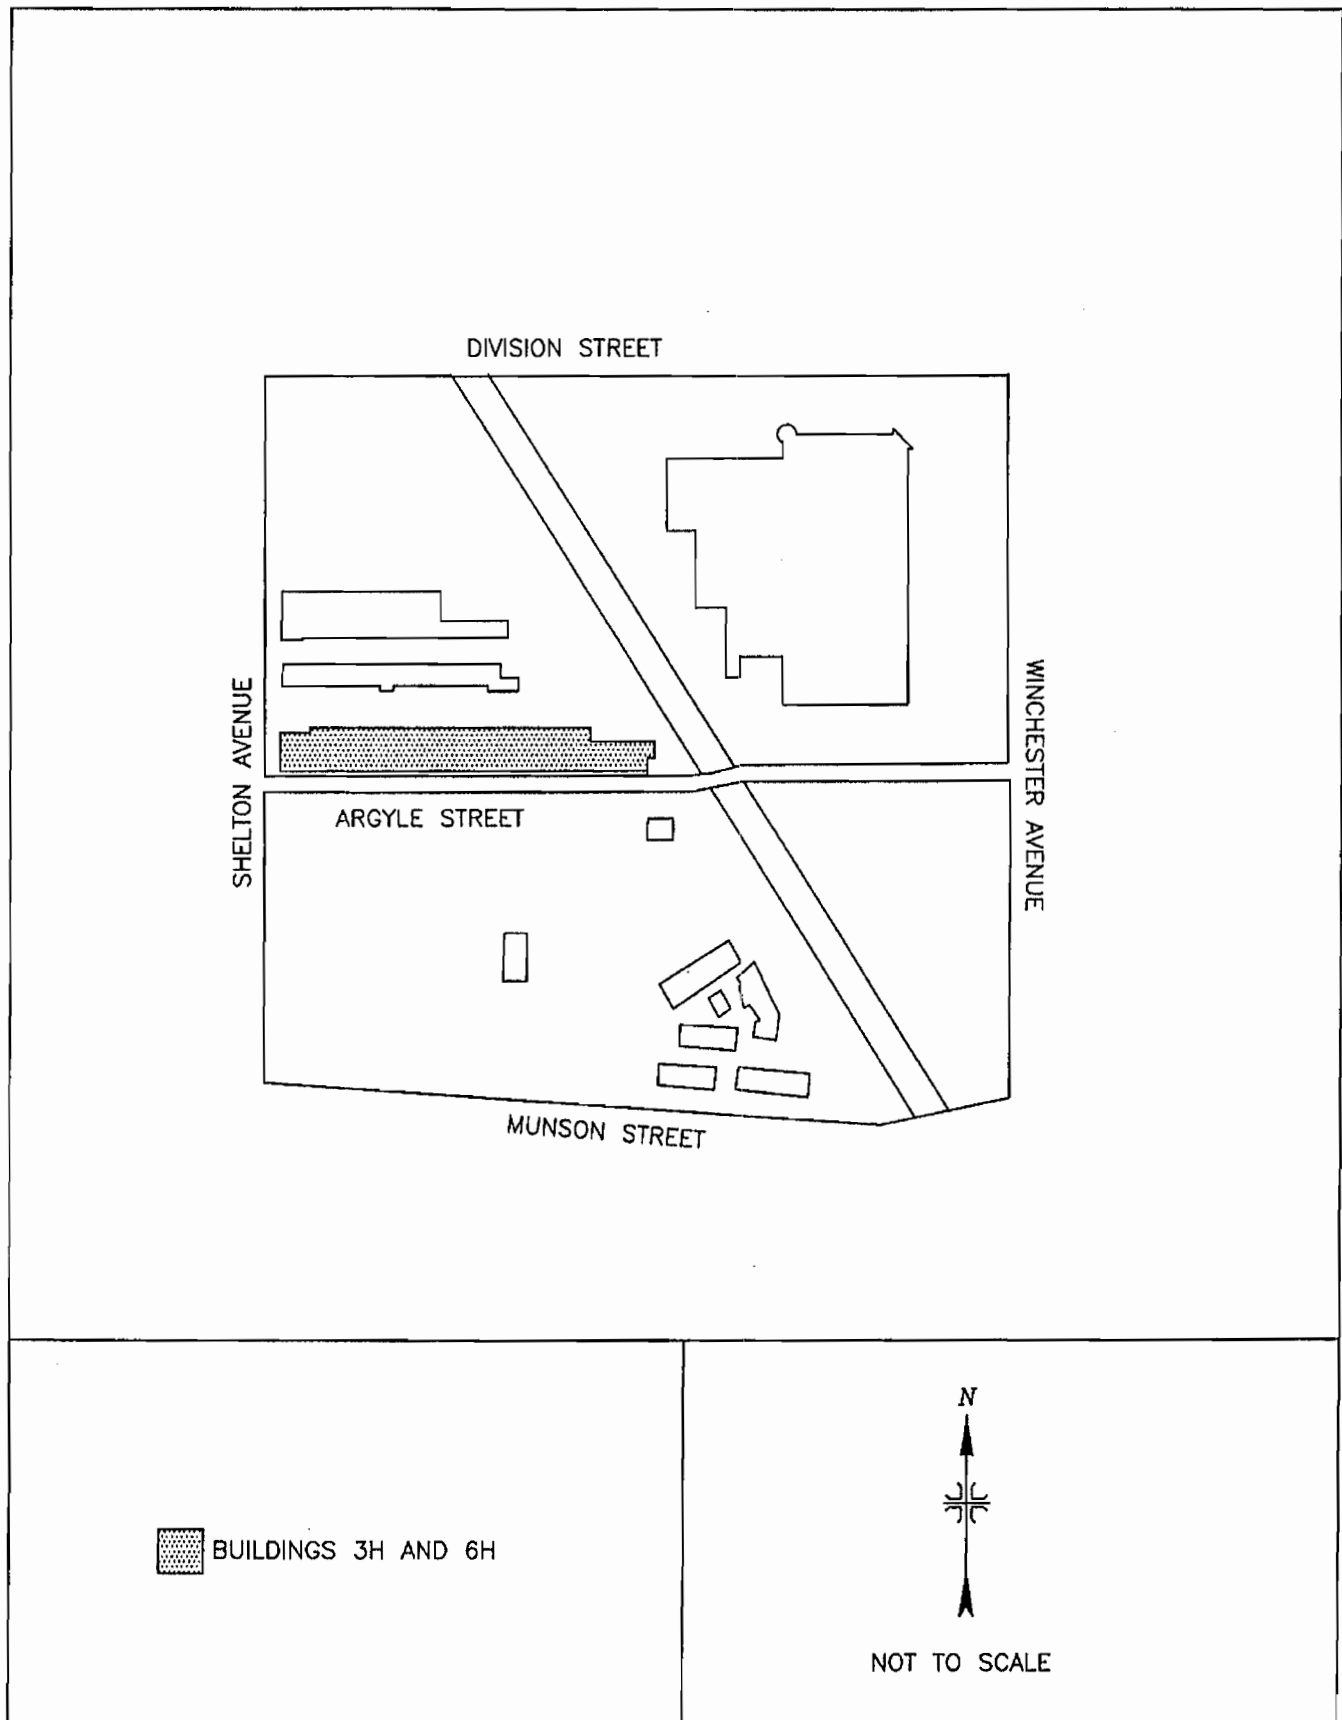 DIVISION STREET
SHELTON AVENUE
WINCHESTER AVENUE
ARGYLE STREET
MUNSON STREET
BUILDINGS 3H AND 6H
N
NOT TO SCALE